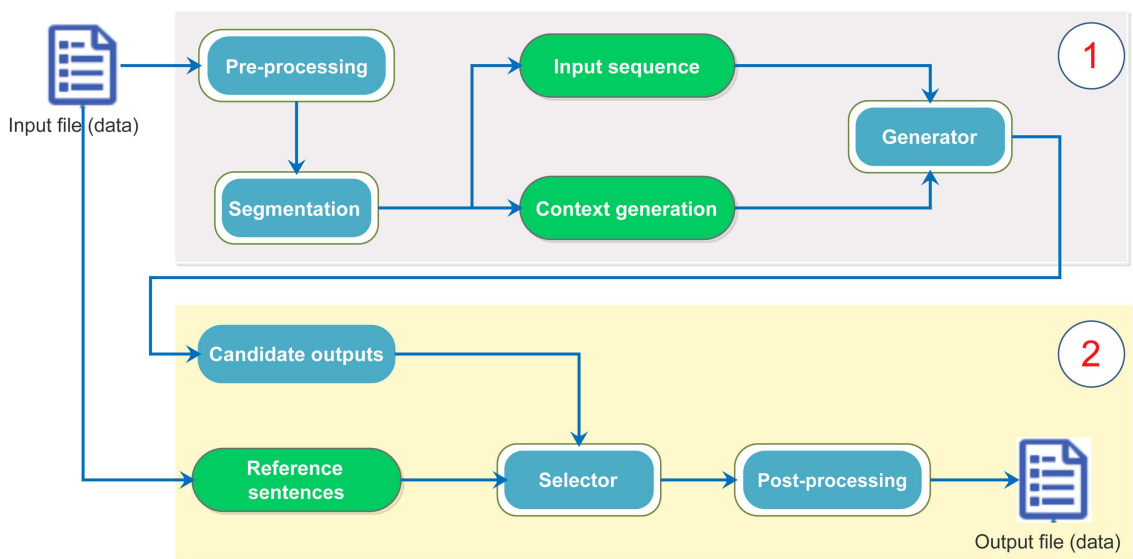 Pre-processing
Input sequence
1
Input file (data)
Generator
Segmentation
Context generation
Candidate outputs
2
Reference
sentences
Selector
Post-processing
Output file (data)